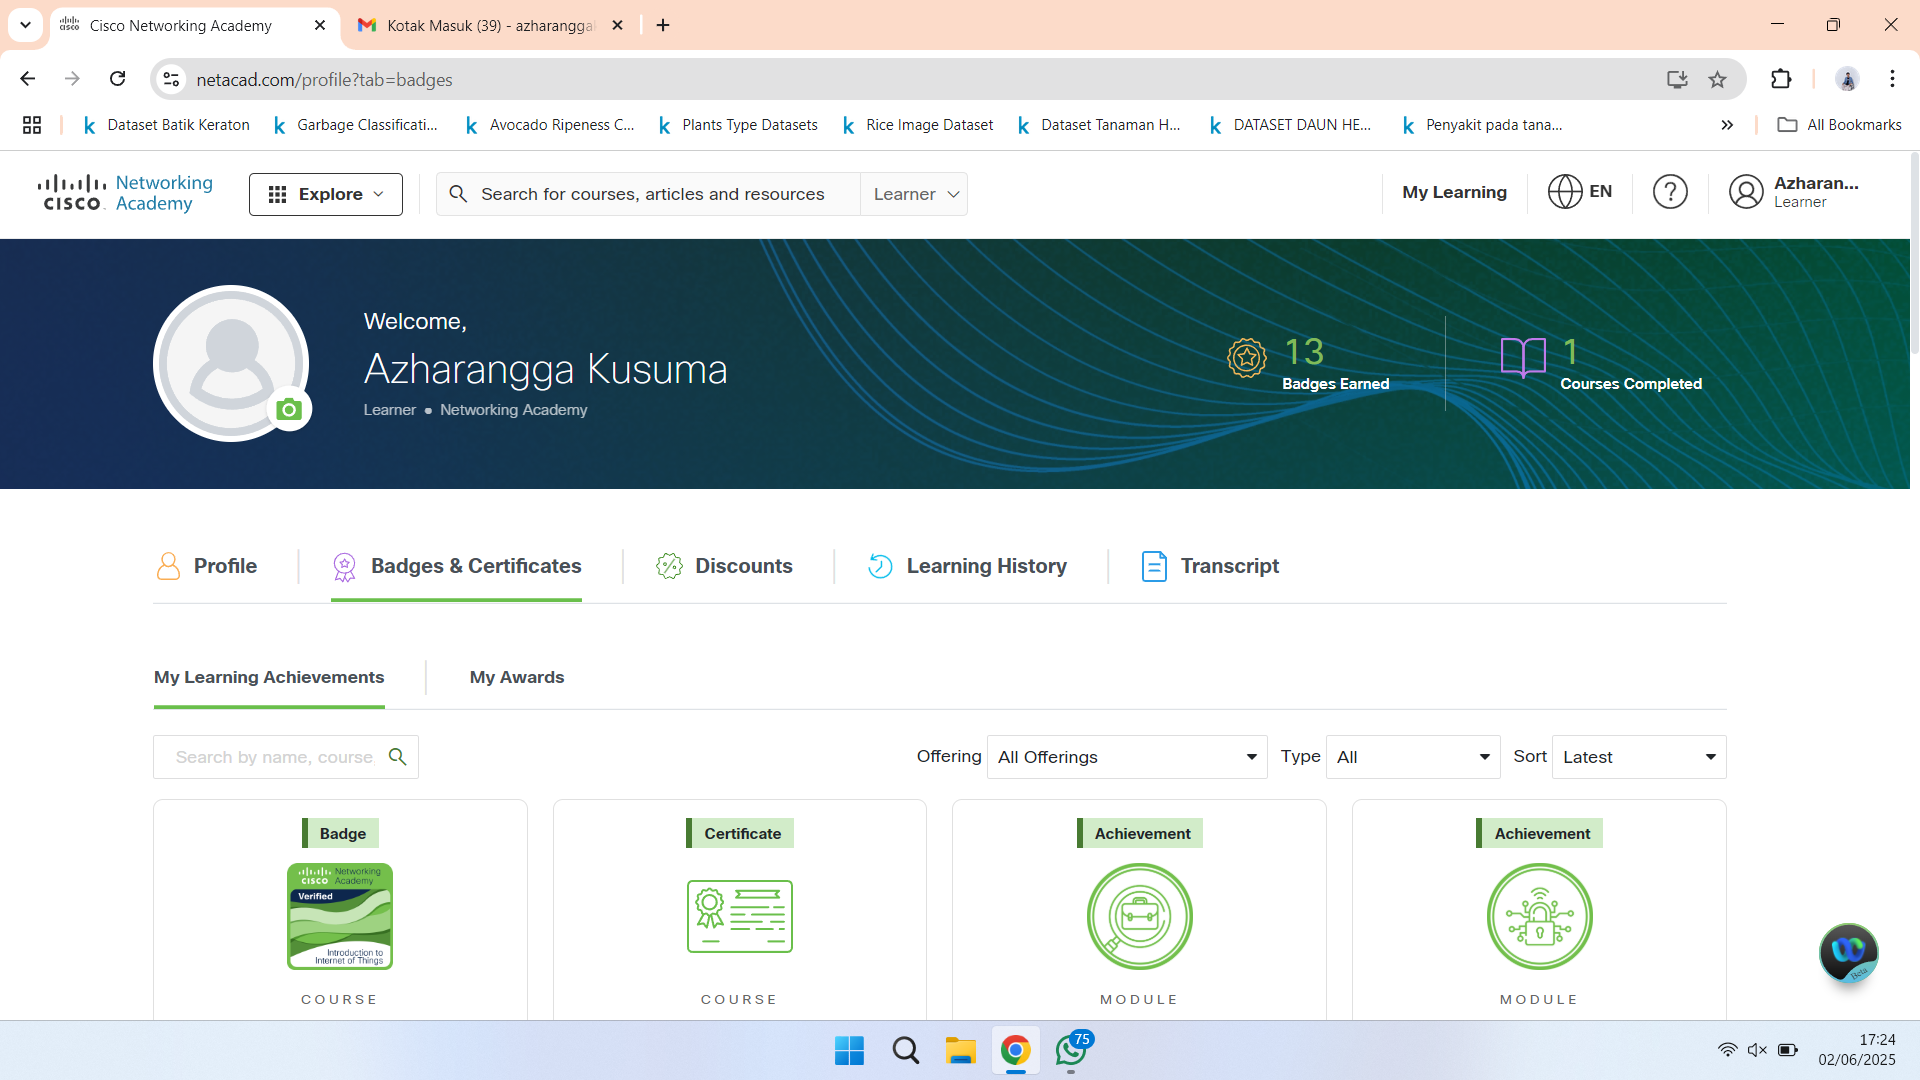 Cisco Networking Academy
Kotak Masuk (39) - azharangga
netacad.com/profile?tab=badges
Dataset Batik Keraton
Garbage Classificati...
Avocado Ripeness C...
Plants Type Datasets
Rice Image Dataset
Dataset Tanaman H...
DATASET DAUN HE...
Penyakit pada tana...
All Bookmarks
CISCO
Networking
Academy
Explore
Search for courses, articles and resources
Learner
My Learning
EN
?
Azharan...
Learner
Welcome,
Azharangga Kusuma
Learner • Networking Academy
13
Badges Earned
1
Courses Completed
Profile
Badges & Certificates
Discounts
Learning History
Transcript
My Learning Achievements
My Awards
Search by name, course
Offering
All Offerings
Type
All
Sort
Latest
Badge
CISCO
Networking
Academy
Verified
Introduction to
Internet of Things
COURSE
Certificate
COURSE
Achievement
MODULE
Achievement
MODULE
Beta
75
17:24
02/06/2025